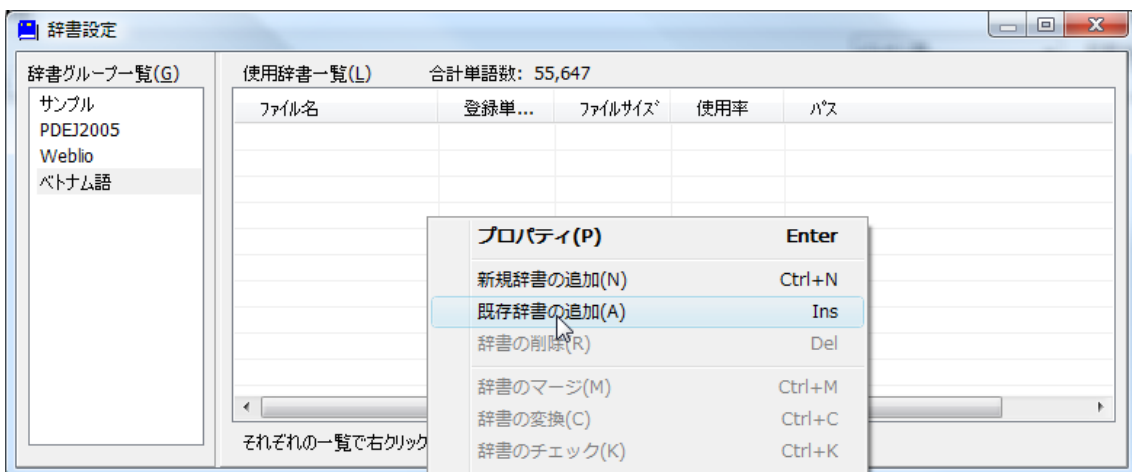 辞書設定
辞書グループ一覧(G)
サンプル
PDEJ2005
Weblio
ベトナム語
使用辞書一覧(L) 合計単語数: 55,647
ファイル名 登録単... ファイルサイズ 使用率 パス
プロパティ(P) Enter
新規辞書の追加(N) Ctrl+N
既存辞書の追加(A) Ins
辞書の削除(R) Del
辞書のマージ(M) Ctrl+M
辞書の変換(C) Ctrl+C
辞書のチェック(K) Ctrl+K
それぞれの一覧で右クリック